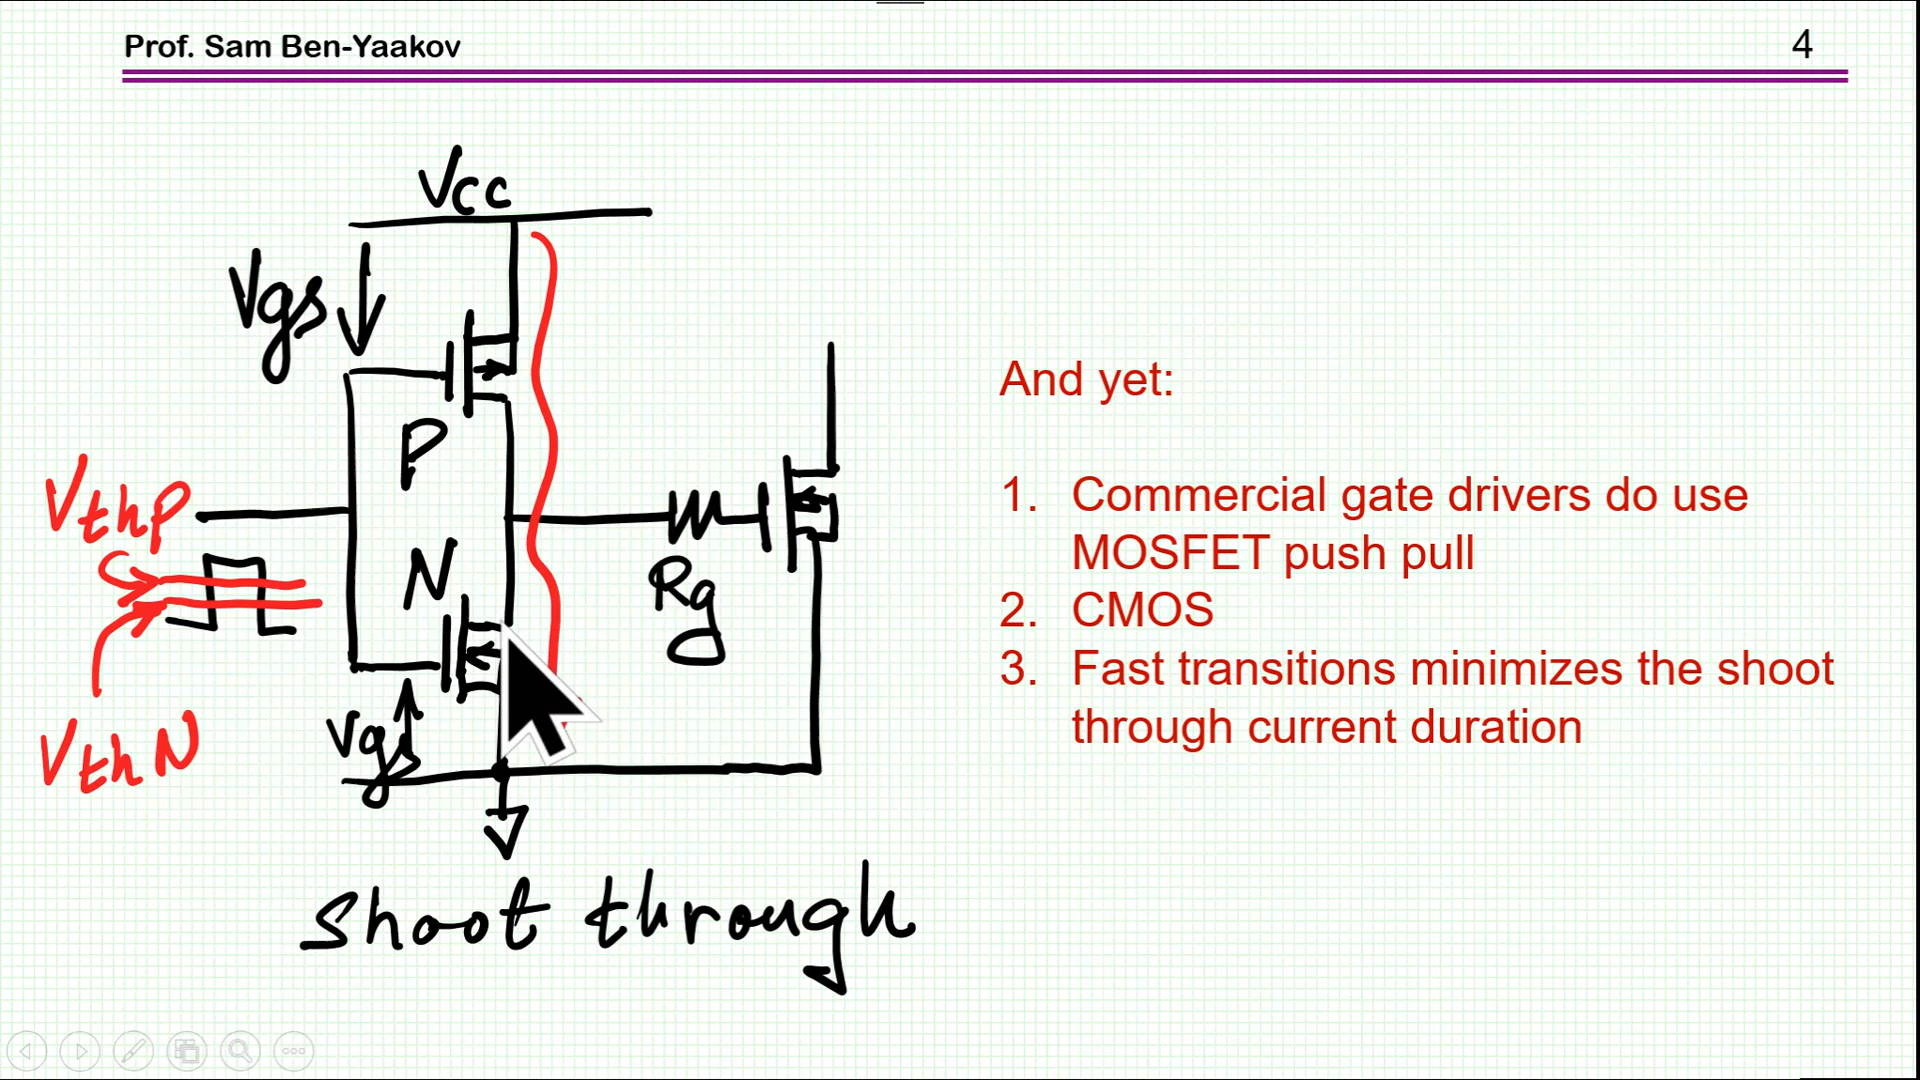 Prof. Sam Ben-Yaakov
4
Vcc
Vgs
P
VthP
N
Rg
VthN
Vgs
Shoot through
And yet:
1. Commercial gate drivers do use
MOSFET push pull
2. CMOS
3. Fast transitions minimizes the shoot
through current duration